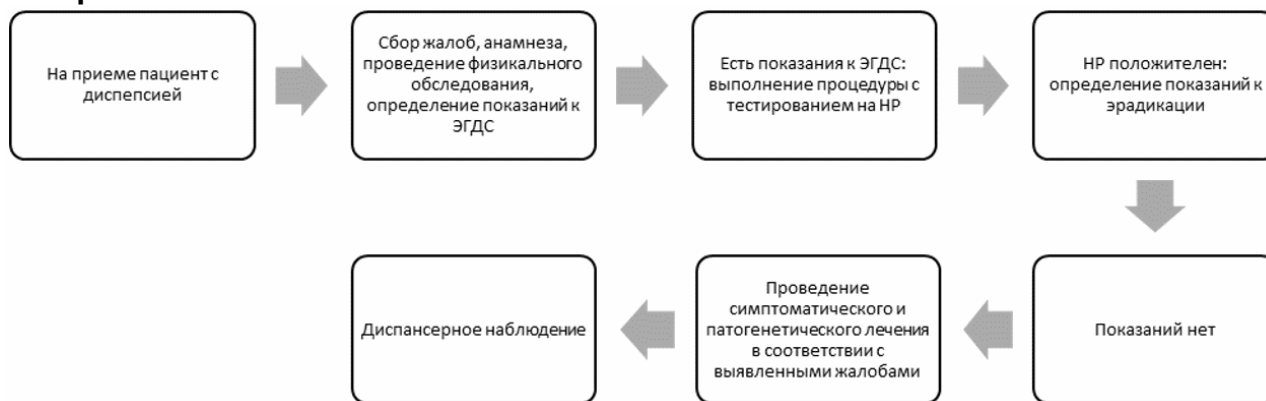 На приеме пациент с
диспепсией
Сбор жалоб, анамнеза,
проведение физикального
обследования,
определение показаний к
ЭГДС
Есть показания к ЭГДС:
выполнение процедуры с
тестированием на НР
НР положителен:
определение показаний к
эрадикации
Показаний нет
Проведение
симптоматического и
патогенетического лечения
в соответствии с
выявленными жалобами
Диспансерное наблюдение